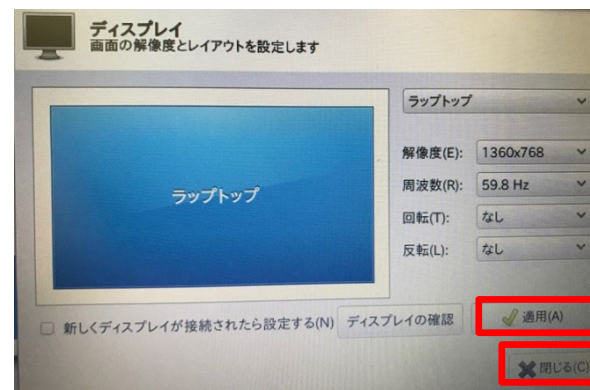 ディスプレイ
画面の解像度とレイアウトを設定します
ラップトップ
ラップトップ
解像度(E): 1360x768
周波数(R): 59.8 Hz
回転(T): なし
反転(L): なし
新しくディスプレイが接続されたら設定する(N) ディスプレイの確認 適用(A)
閉じる(C)